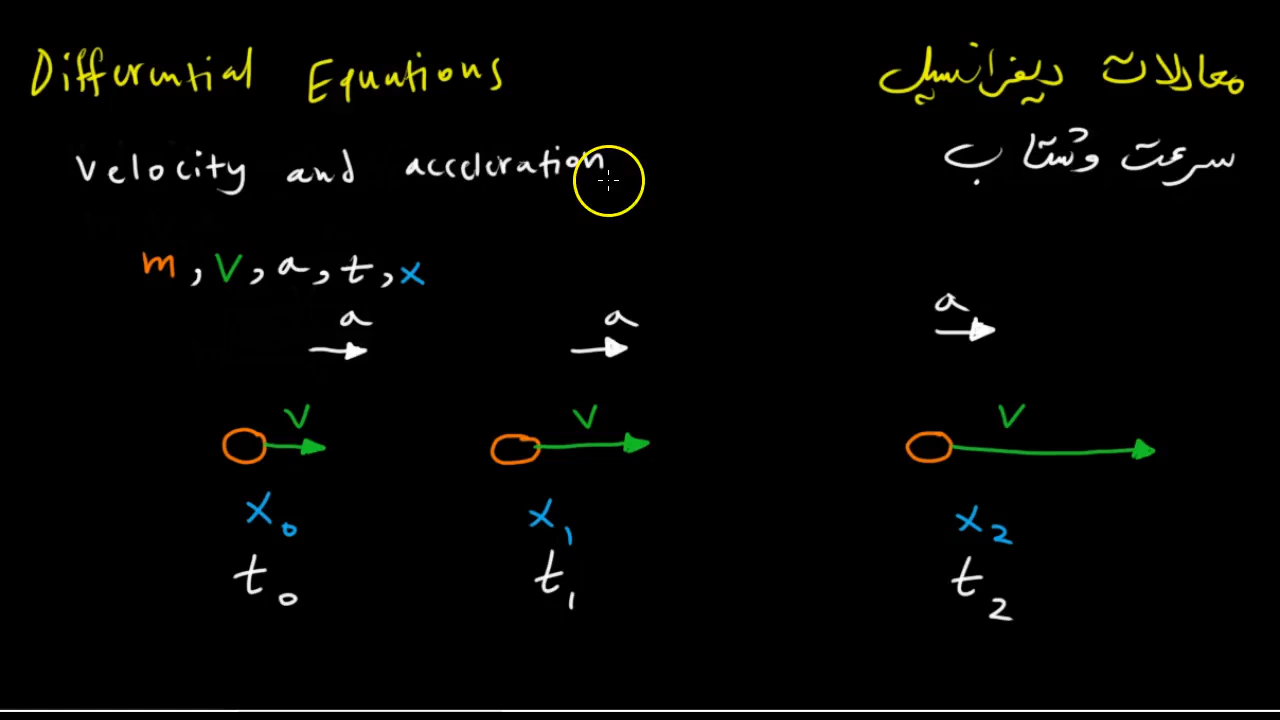 Differential Equations
معادلات دیفرانسیل
velocity and acceleration
سرعت و شتاب
m, v, a, t, x
a
a
a
v
v
v
x₀
x₁
x₂
t₀
t₁
t₂